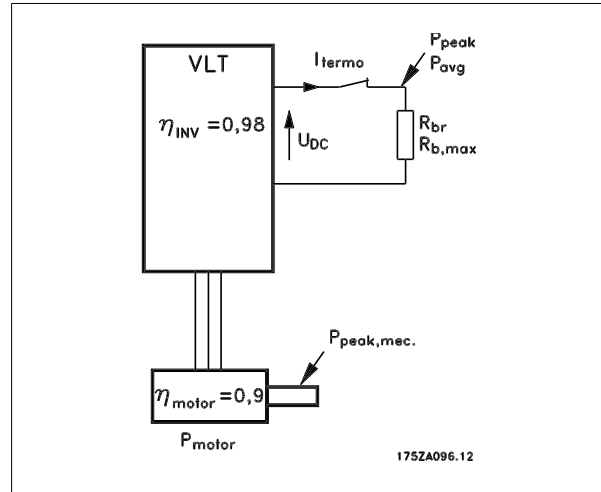 VLT
η_INV =0,98
I_termo
P_peak
P_avg
U_DC
R_br
R_b,max
P_peak,mec.
η_motor =0,9
P_motor
175ZA096.12